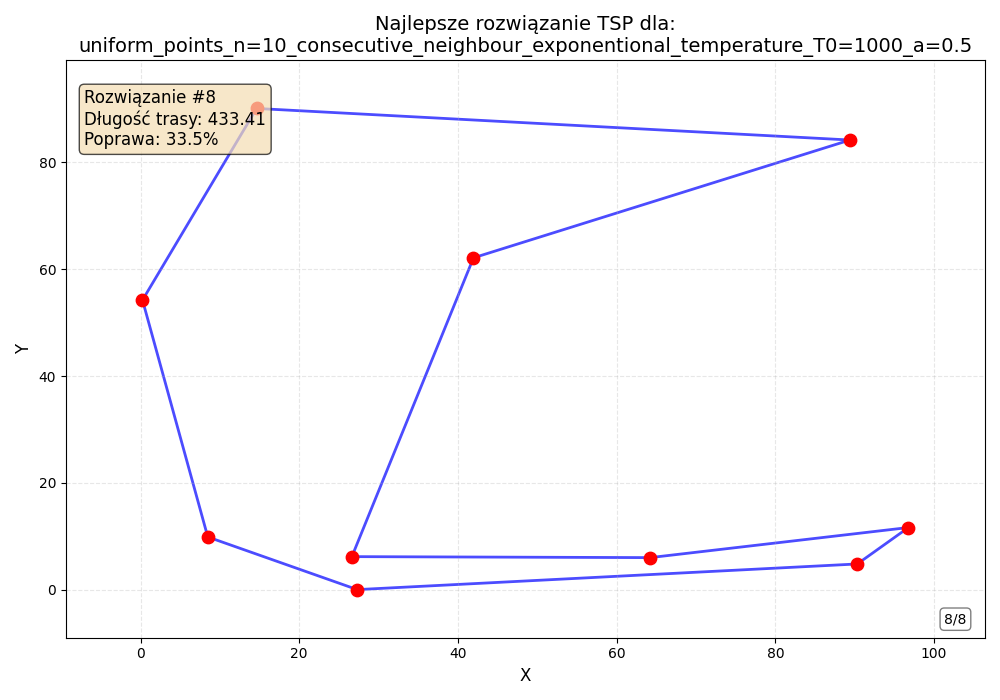 Najlepsze rozwiązanie TSP dla:
uniform_points_n=10_consecutive_neighbour_exponentional_temperature_T0=1000_a=0.5
Rozwiązanie #8
Długość trasy: 433.41
Poprawa: 33.5%
80
60
40
20
0
Y
8/8
0 20 40 60 80 100
X